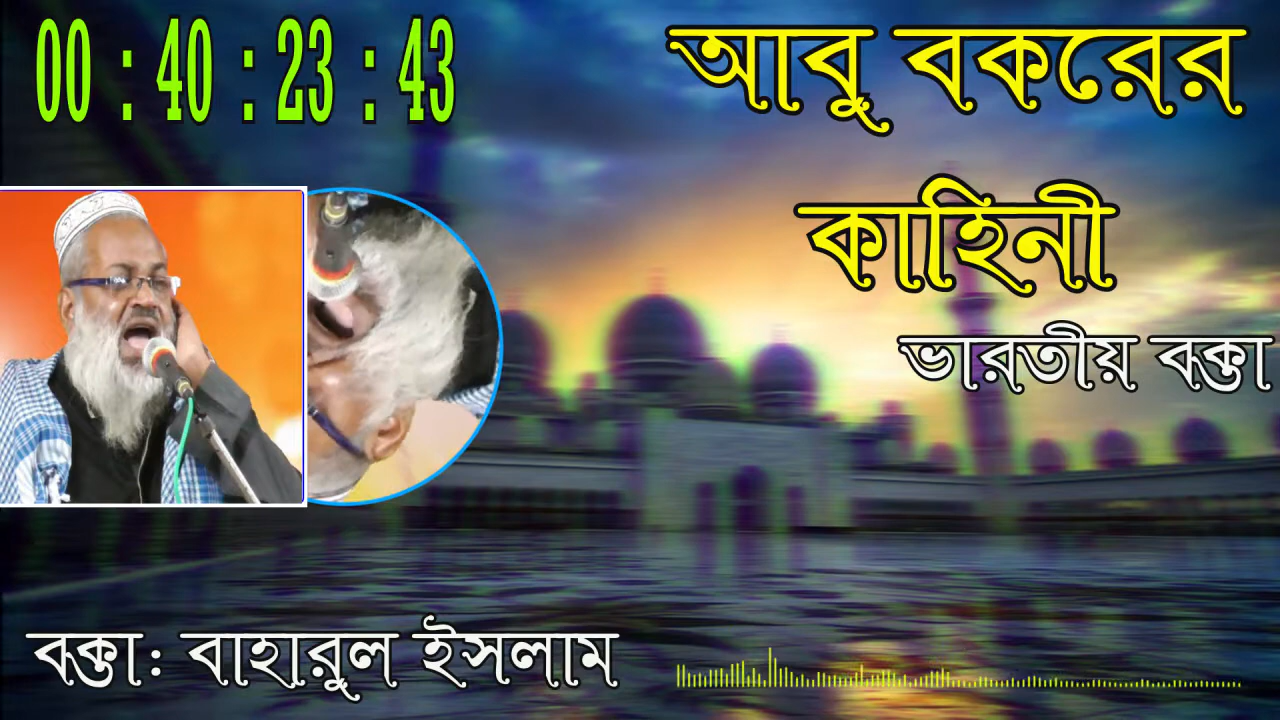 00 : 40 : 23 : 43
আবু বকরের
কাহিনী
ভারতীয় বক্তা
বক্তা: বাহারুল ইসলাম